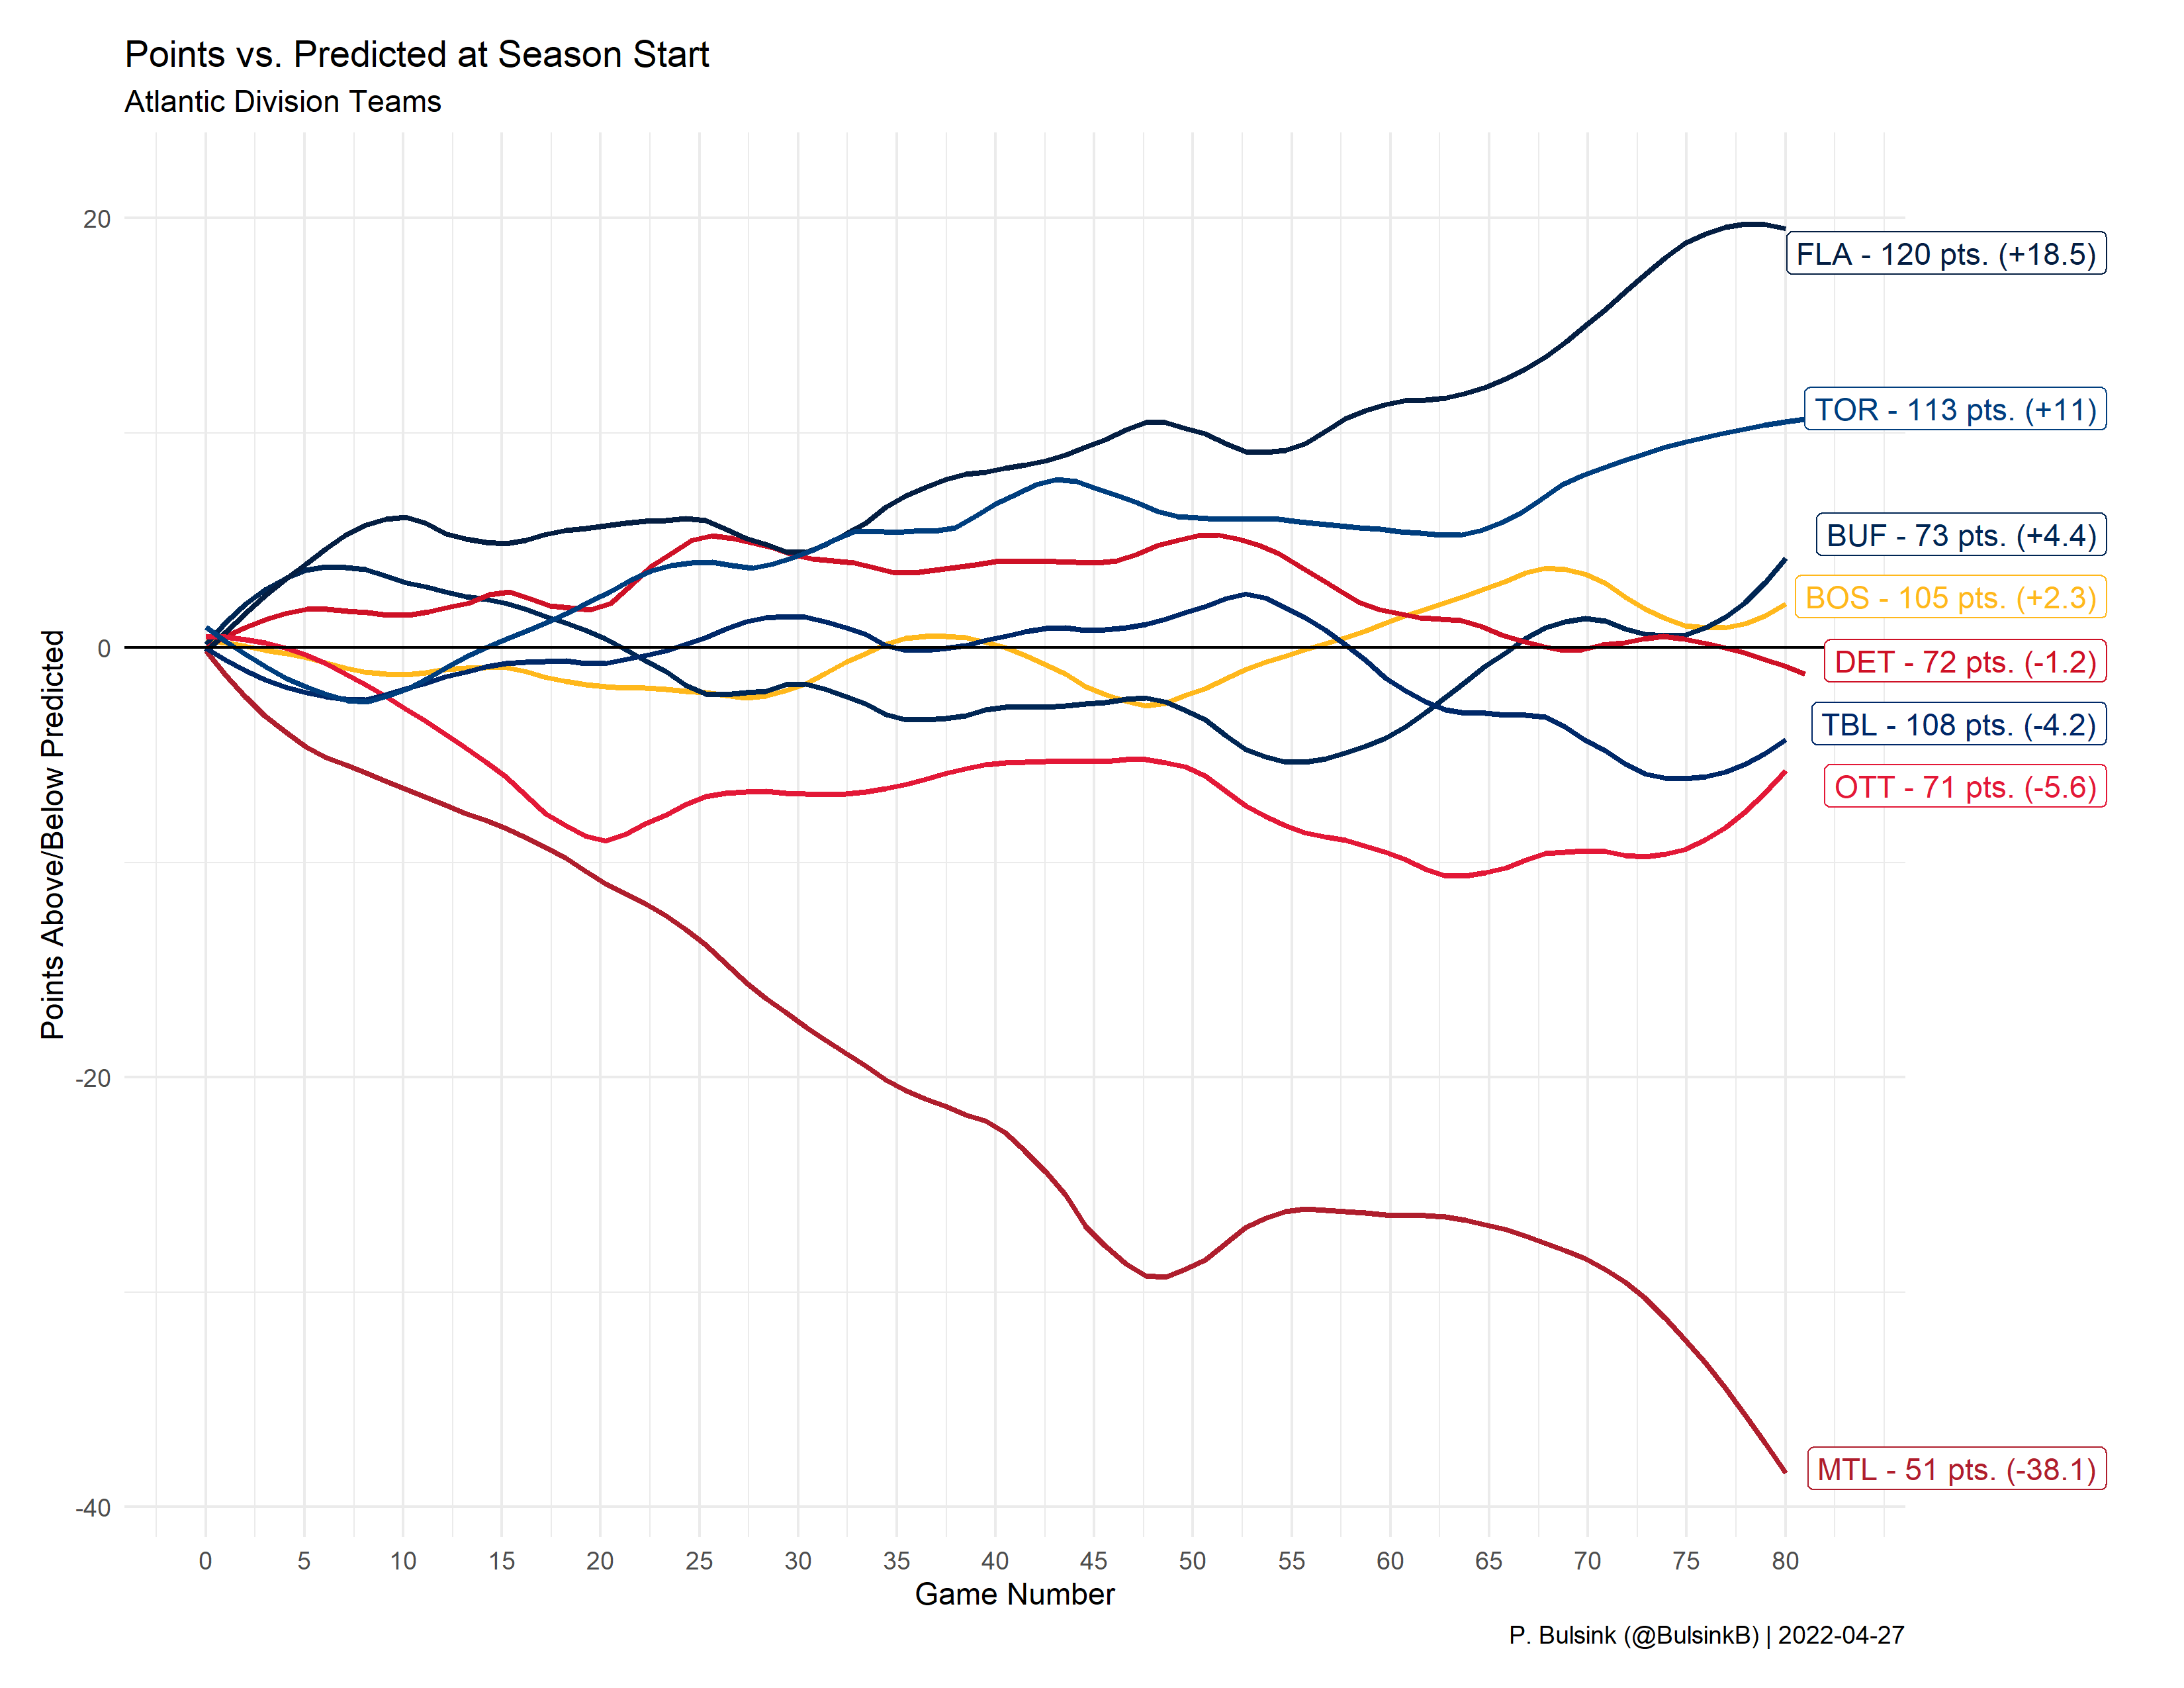 Points vs. Predicted at Season Start
Atlantic Division Teams
Points Above/Below Predicted
20
0
-20
-40
FLA - 120 pts. (+18.5)
TOR - 113 pts. (+11)
BUF - 73 pts. (+4.4)
BOS - 105 pts. (+2.3)
DET - 72 pts. (-1.2)
TBL - 108 pts. (-4.2)
OTT - 71 pts. (-5.6)
MTL - 51 pts. (-38.1)
0 5 10 15 20 25 30 35 40 45 50 55 60 65 70 75 80
Game Number
P. Bulsink (@BulsinkB) | 2022-04-27